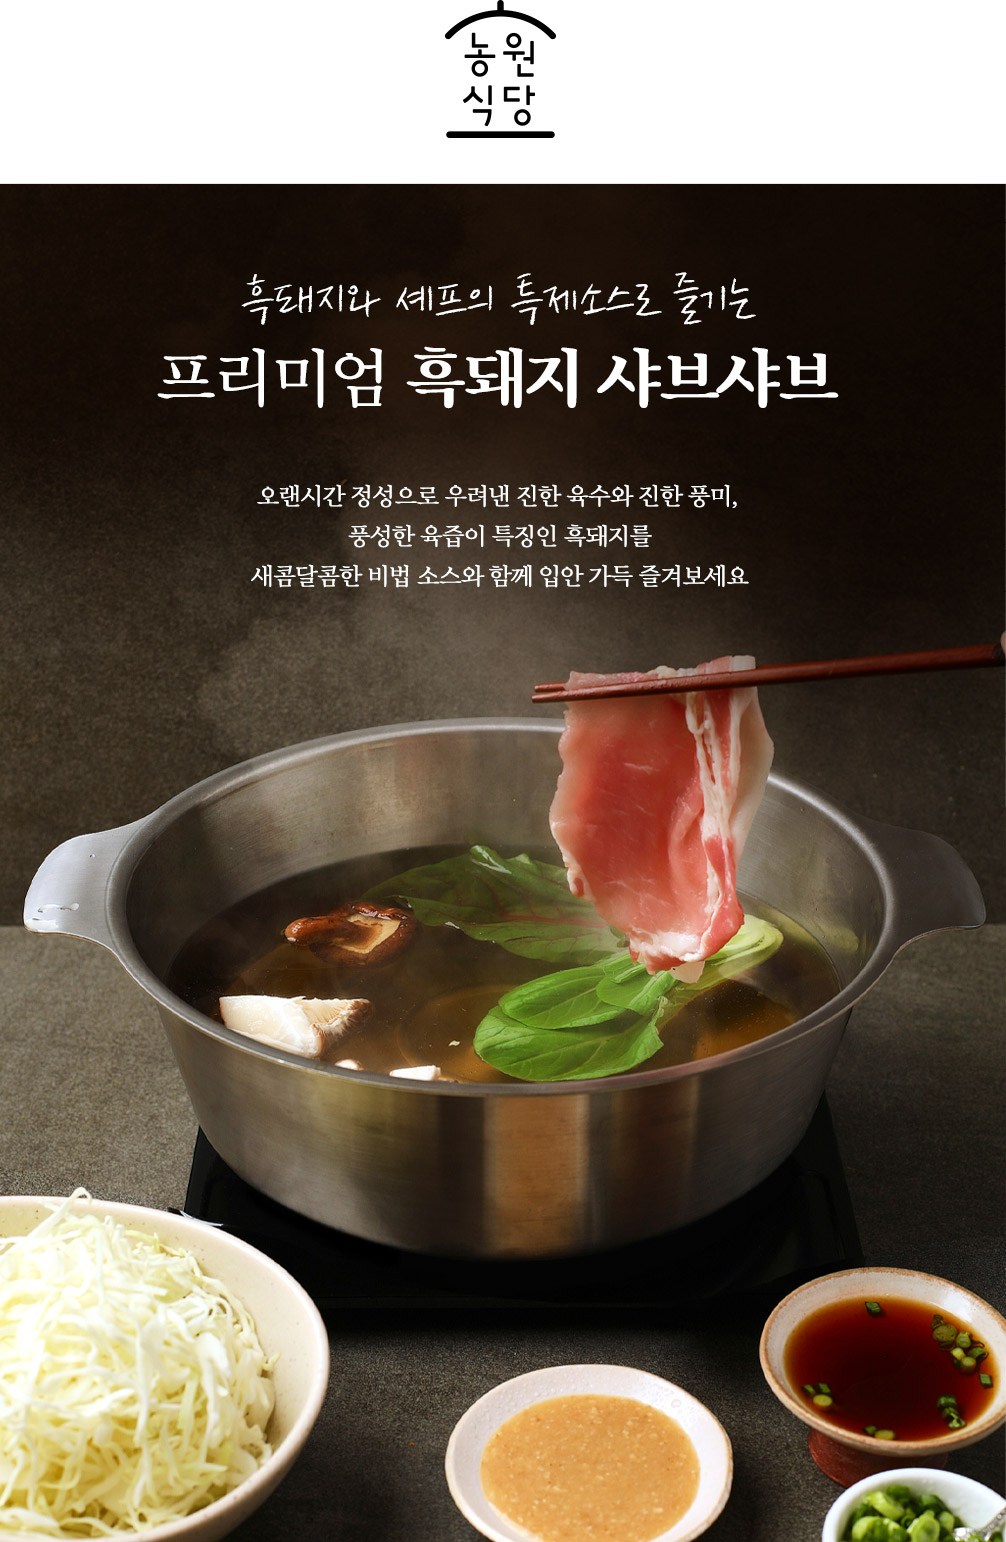 농원
식당
흑돼지와 셰프의 특제소스로 즐기는
프리미엄 흑돼지 샤브샤브
오랜시간 정성으로 우려낸 진한 육수와 진한 풍미,
풍성한 육즙이 특징인 흑돼지를
새콤달콤한 비법 소스와 함께 입안 가득 즐겨보세요